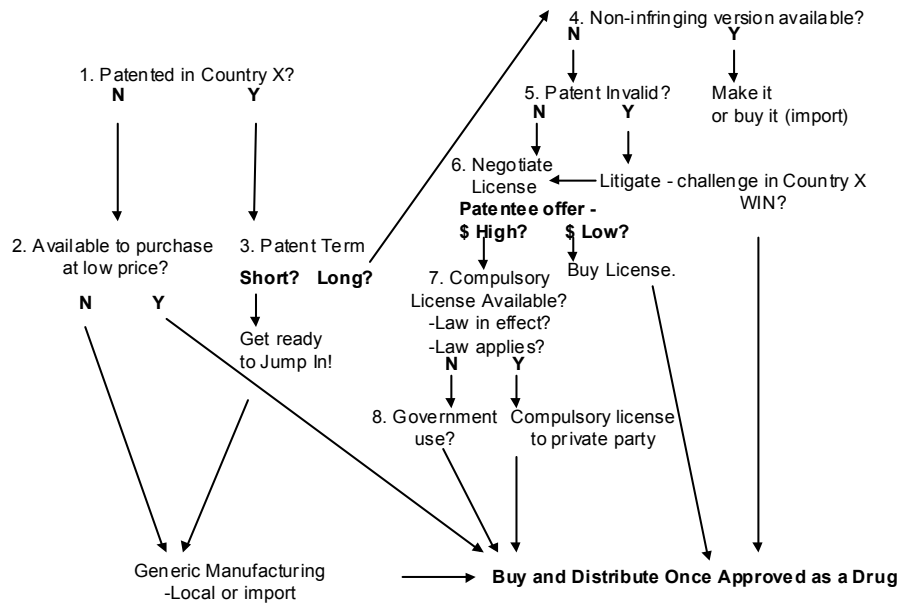 4. Non-infringing version available?
N Y
1. Patented in Country X?
N Y
5. Patent Invalid?
N Y
Make it
or buy it (import)
6. Negotiate
License
Patentee offer -
$ High? $ Low?
Litigate - challenge in Country X
WIN?
2. Available to purchase
at low price?
N Y
3. Patent Term
Short? Long?
Buy License.
7. Compulsory
License Available?
-Law in effect?
-Law applies?
N Y
Get ready
to Jump In!
8. Government
use?
Compulsory license
to private party
Generic Manufacturing
-Local or import
Buy and Distribute Once Approved as a Drug